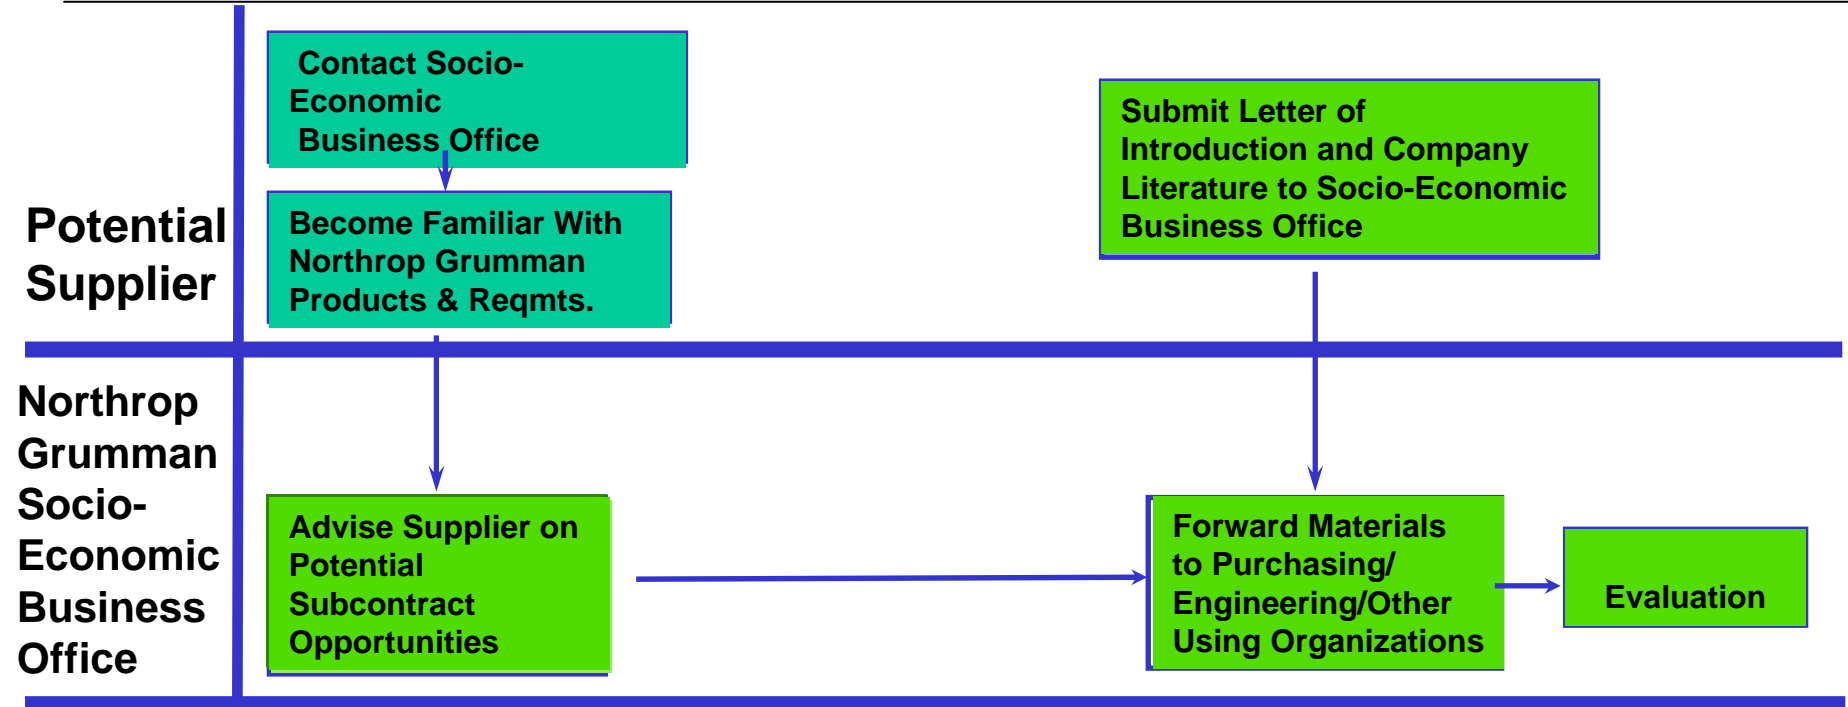 Potential
Supplier
Contact Socio-
Economic
Business Office
Become Familiar With
Northrop Grumman
Products & Reqmts.
Submit Letter of
Introduction and Company
Literature to Socio-Economic
Business Office
Northrop
Grumman
Socio-
Economic
Business
Office
Advise Supplier on
Potential
Subcontract
Opportunities
Forward Materials
to Purchasing/
Engineering/Other
Using Organizations
Evaluation